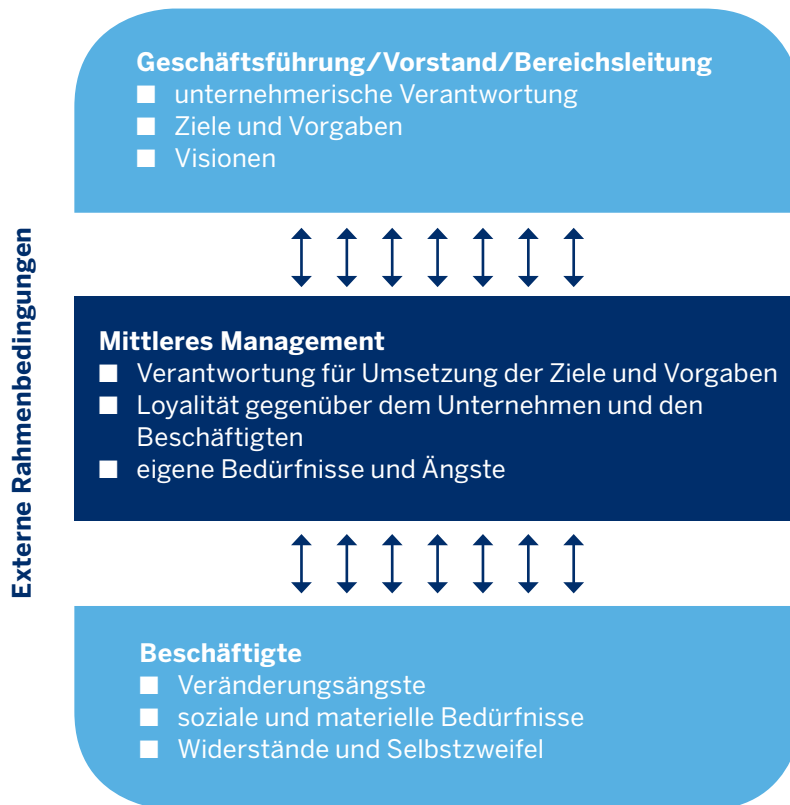 Geschäftsführung/Vorstand/Bereichsleitung
■ unternehmerische Verantwortung
■ Ziele und Vorgaben
■ Visionen
Externe Rahmenbedingungen
Mittleres Management
■ Verantwortung für Umsetzung der Ziele und Vorgaben
■ Loyalität gegenüber dem Unternehmen und den
Beschäftigten
■ eigene Bedürfnisse und Ängste
Beschäftigte
■ Veränderungsängste
■ soziale und materielle Bedürfnisse
■ Widerstände und Selbstzweifel